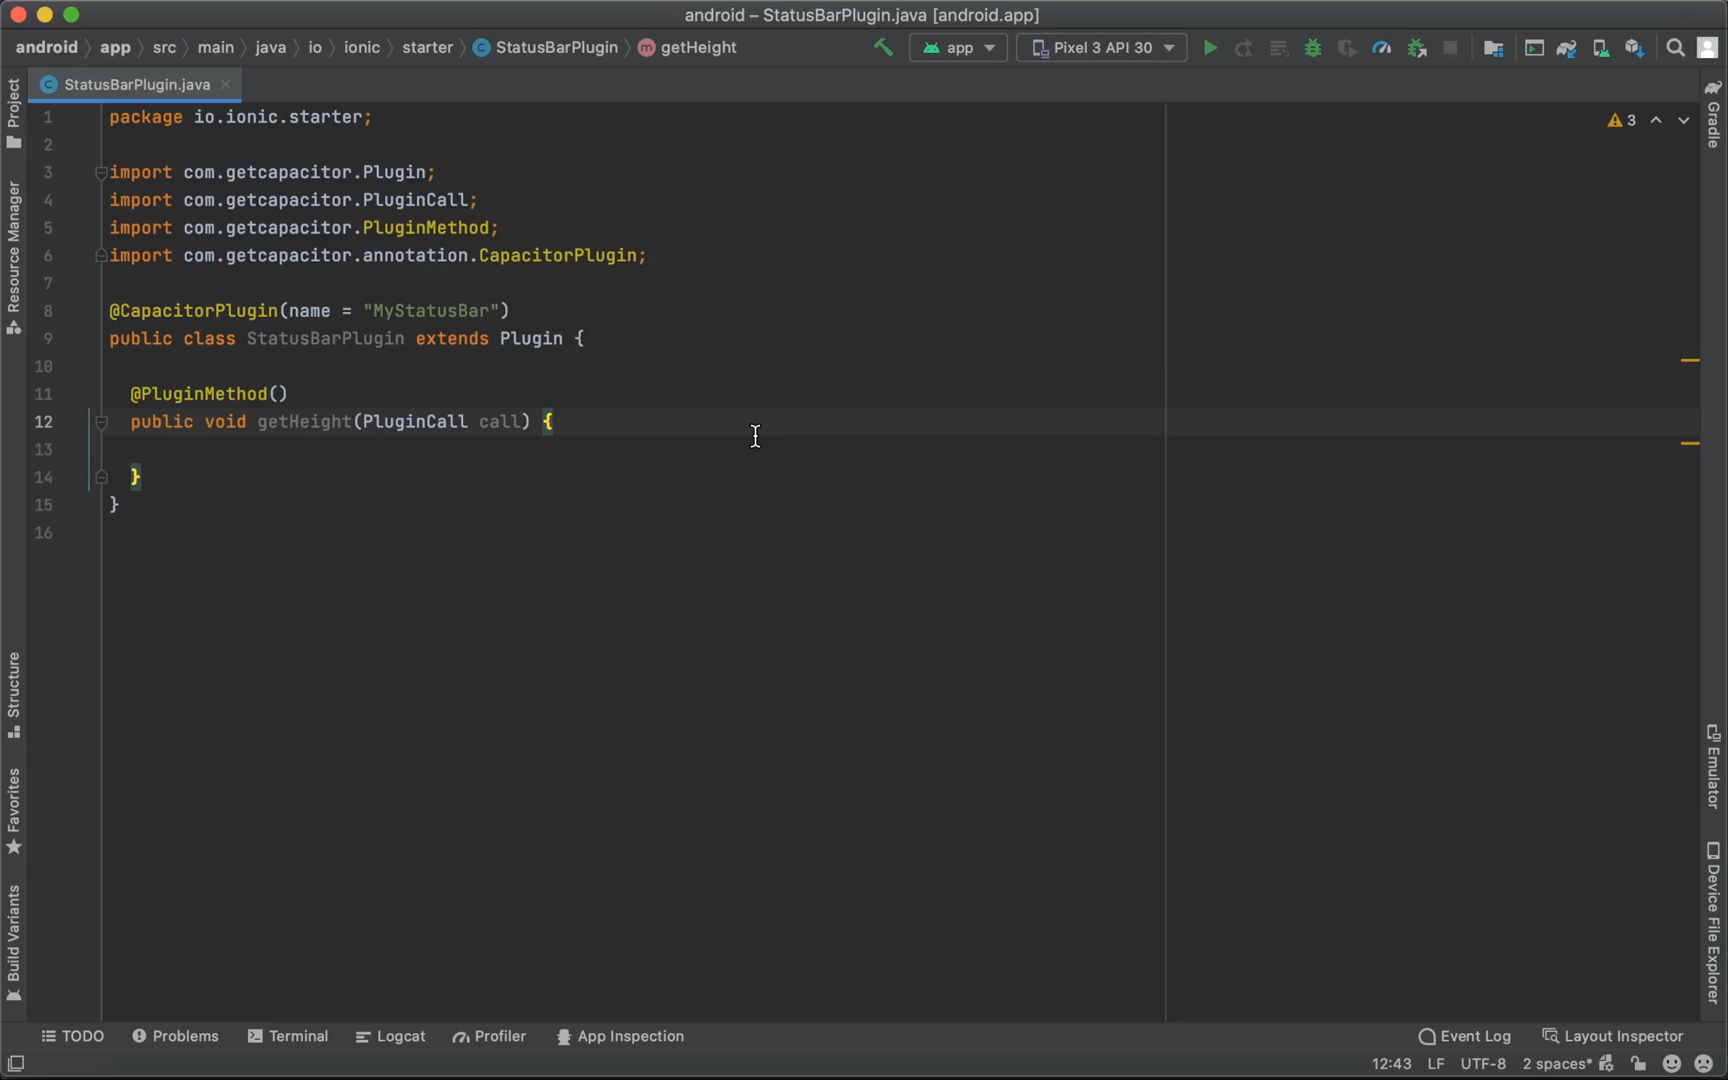 android – StatusBarPlugin.java [android.app]
android app src main java io ionic starter StatusBarPlugin getHeight app Pixel 3 API 30
StatusBarPlugin.java
1 package io.ionic.starter;
2
3 import com.getcapacitor.Plugin;
4 import com.getcapacitor.PluginCall;
5 import com.getcapacitor.PluginMethod;
6 import com.getcapacitor.annotation.CapacitorPlugin;
7
8 @CapacitorPlugin(name = "MyStatusBar")
9 public class StatusBarPlugin extends Plugin {
10
11 @PluginMethod()
12 public void getHeight(PluginCall call) {
13
14 }
15 }
16
3
Project
Resource Manager
Structure
Favorites
Build Variants
Gradle
Emulator
Device File Explorer
TODO Problems Terminal Logcat Profiler App Inspection Event Log Layout Inspector
12:43 LF UTF-8 2 spaces*